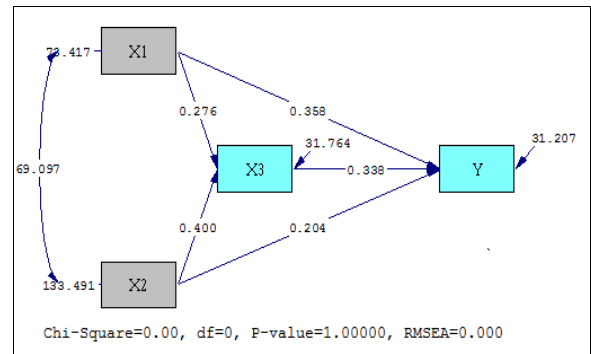 73.417
X1
0.276
0.358
31.764
31.207
X3
0.338
Y
69.097
0.400
0.204
133.491
X2
Chi-Square=0.00, df=0, P-value=1.00000, RMSEA=0.000